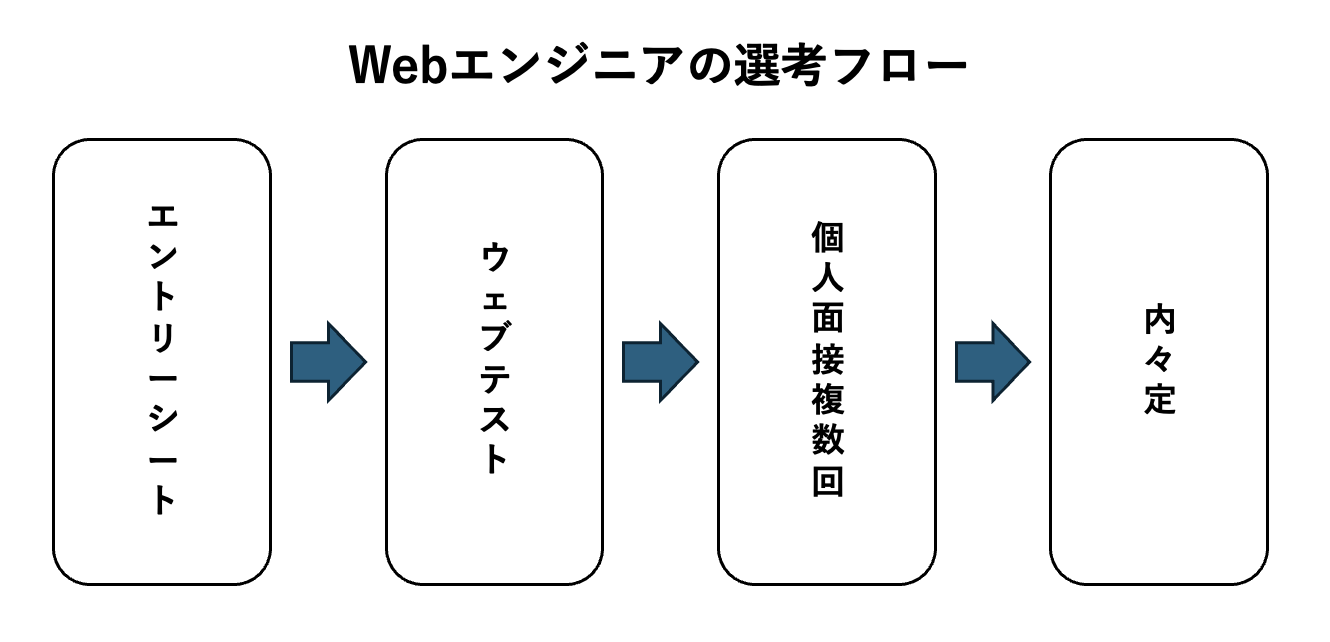 Webエンジニアの選考フロー
エントリーシート
ウェブテスト
個人面接複数回
内々定